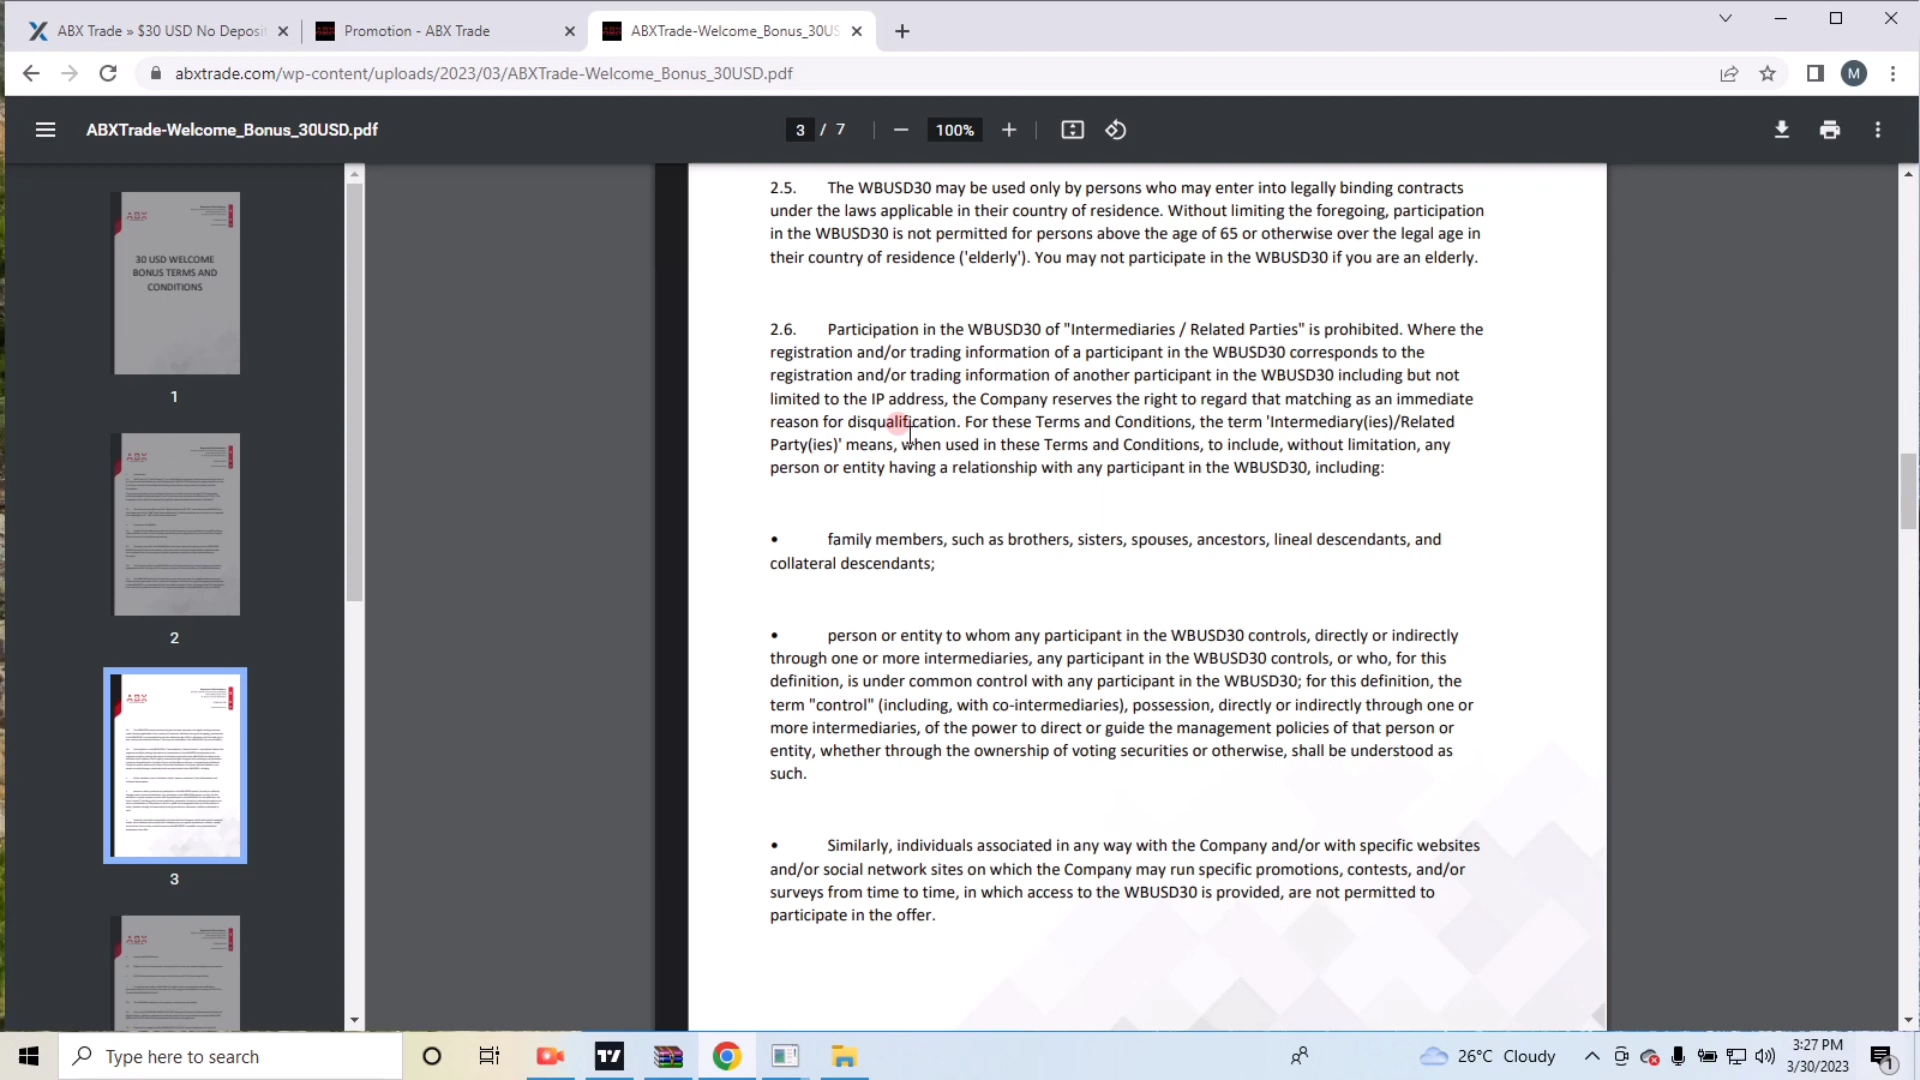 ABX Trade » $30 USD No Deposit
Promotion - ABX Trade
ABXTrade-Welcome_Bonus_30US
abxtrade.com/wp-content/uploads/2023/03/ABXTrade-Welcome_Bonus_30USD.pdf
M
ABXTrade-Welcome_Bonus_30USD.pdf
3 / 7
100%
ABX
30 USD WELCOME
BONUS TERMS AND
CONDITIONS
1
ABX
2
ABX
3
ABX
2.5. The WBUSD30 may be used only by persons who may enter into legally binding contracts
under the laws applicable in their country of residence. Without limiting the foregoing, participation
in the WBUSD30 is not permitted for persons above the age of 65 or otherwise over the legal age in
their country of residence ('elderly'). You may not participate in the WBUSD30 if you are an elderly.
2.6. Participation in the WBUSD30 of "Intermediaries / Related Parties" is prohibited. Where the
registration and/or trading information of a participant in the WBUSD30 corresponds to the
registration and/or trading information of another participant in the WBUSD30 including but not
limited to the IP address, the Company reserves the right to regard that matching as an immediate
reason for disqualification. For these Terms and Conditions, the term 'Intermediary(ies)/Related
Party(ies)' means, when used in these Terms and Conditions, to include, without limitation, any
person or entity having a relationship with any participant in the WBUSD30, including:
• family members, such as brothers, sisters, spouses, ancestors, lineal descendants, and
collateral descendants;
• person or entity to whom any participant in the WBUSD30 controls, directly or indirectly
through one or more intermediaries, any participant in the WBUSD30 controls, or who, for this
definition, is under common control with any participant in the WBUSD30; for this definition, the
term "control" (including, with co-intermediaries), possession, directly or indirectly through one or
more intermediaries, of the power to direct or guide the management policies of that person or
entity, whether through the ownership of voting securities or otherwise, shall be understood as
such.
• Similarly, individuals associated in any way with the Company and/or with specific websites
and/or social network sites on which the Company may run specific promotions, contests, and/or
surveys from time to time, in which access to the WBUSD30 is provided, are not permitted to
participate in the offer.
Type here to search
26°C Cloudy
3:27 PM
3/30/2023
1